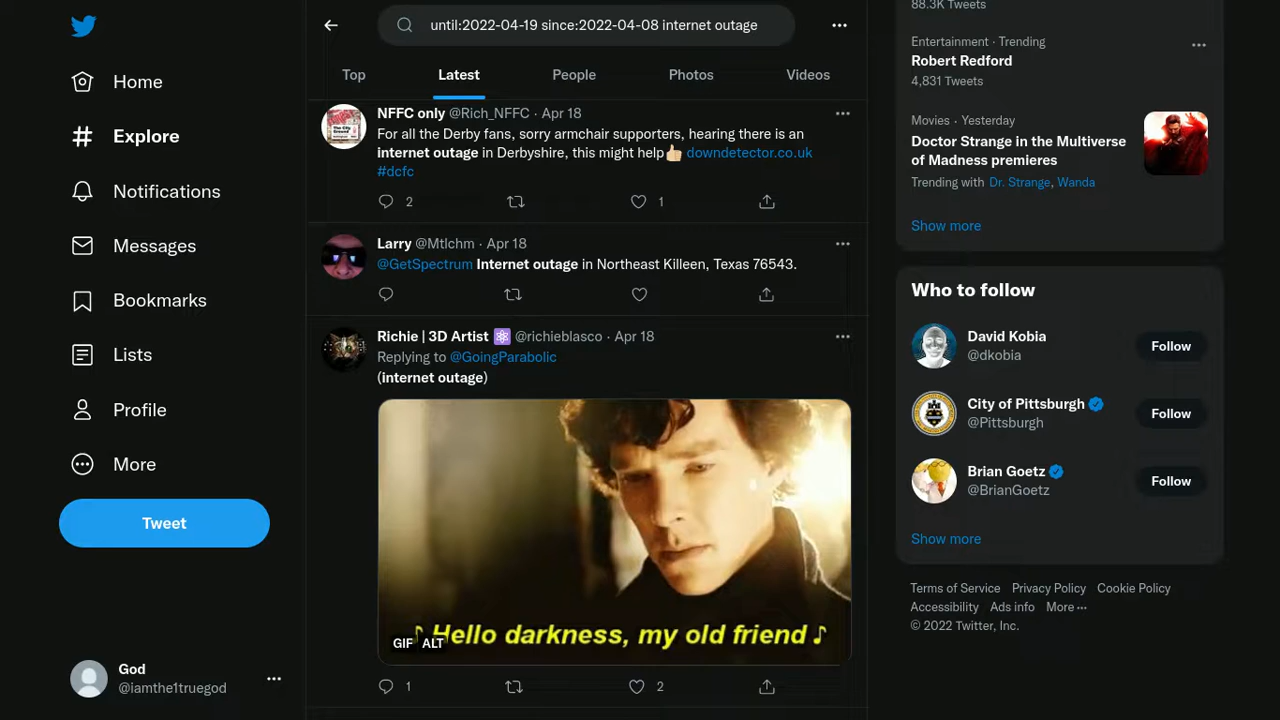 Home
Explore
Notifications
Messages
Bookmarks
Lists
Profile
More
Tweet
God
@iamthe1truegod
until:2022-04-19 since:2022-04-08 internet outage
Top Latest People Photos Videos
NFFC only @Rich_NFFC · Apr 18
For all the Derby fans, sorry armchair supporters, hearing there is an
internet outage in Derbyshire, this might help👍🏼 downdetector.co.uk
#dcfc
2 1
Larry @Mtlchm · Apr 18
@GetSpectrum Internet outage in Northeast Killeen, Texas 76543.
Richie | 3D Artist ⚛ @richieblasco · Apr 18
Replying to @GoingParabolic
(internet outage)
♪ Hello darkness, my old friend ♪
GIF ALT
1 2
88.3K Tweets
Entertainment · Trending
Robert Redford
4,831 Tweets
Movies · Yesterday
Doctor Strange in the Multiverse
of Madness premieres
Trending with Dr. Strange, Wanda
Show more
Who to follow
David Kobia
@dkobia
Follow
City of Pittsburgh
@Pittsburgh
Follow
Brian Goetz
@BrianGoetz
Follow
Show more
Terms of Service Privacy Policy Cookie Policy
Accessibility Ads info More ···
© 2022 Twitter, Inc.